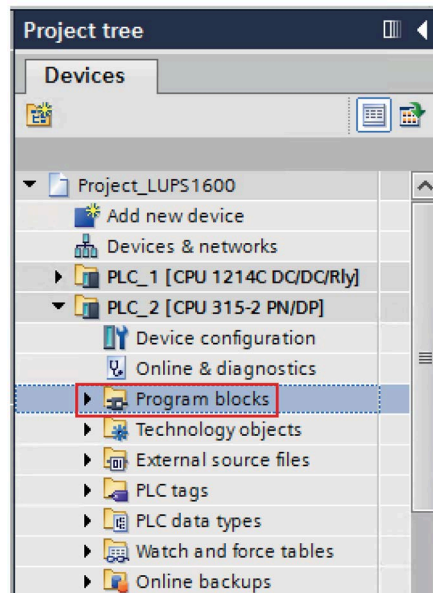 Project tree
Devices
Project_LUPS1600
Add new device
Devices & networks
PLC_1 [CPU 1214C DC/DC/Rly]
PLC_2 [CPU 315-2 PN/DP]
Device configuration
Online & diagnostics
Program blocks
Technology objects
External source files
PLC tags
PLC data types
Watch and force tables
Online backups